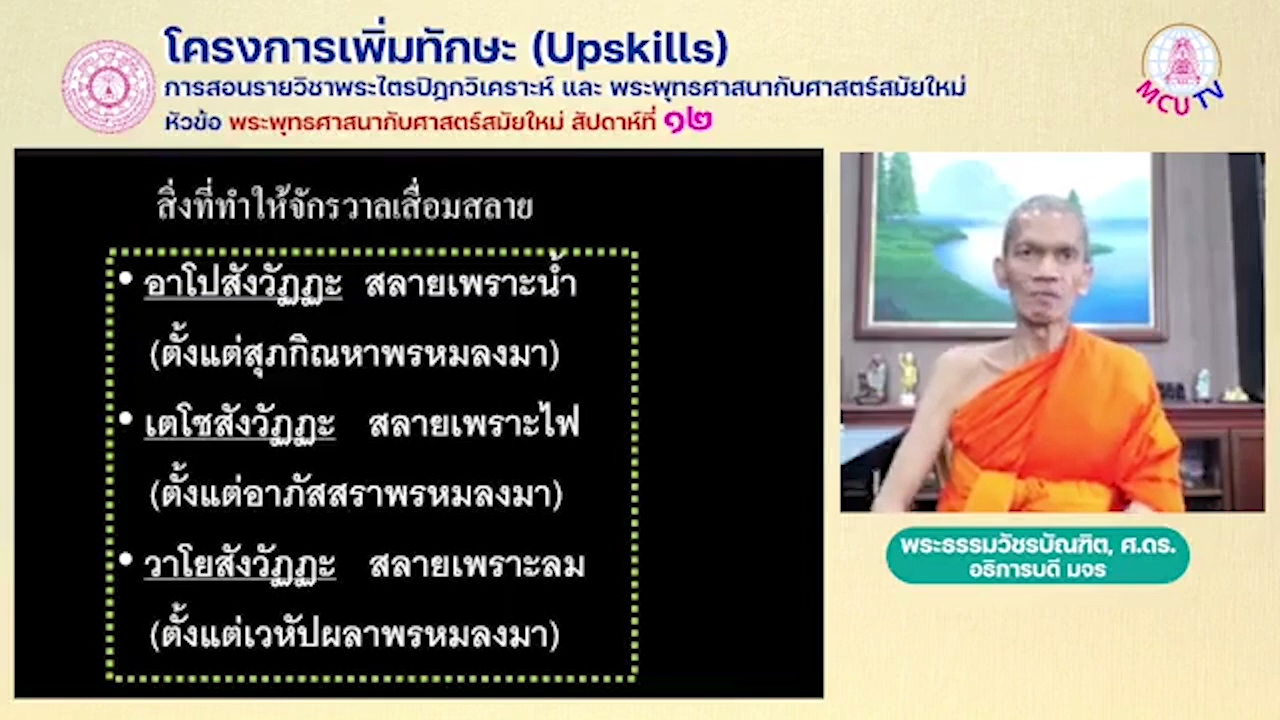 โครงการเพิ่มทักษะ (Upskills)
การสอนรายวิชาพระไตรปิฎกวิเคราะห์ และ พระพุทธศาสนากับศาสตร์สมัยใหม่
หัวข้อ พระพุทธศาสนากับศาสตร์สมัยใหม่ สัปดาห์ที่ ๑๒
MCU TV
สิ่งที่ทำให้จักรวาลเสื่อมสลาย
• อาโปสังวัฏฏะ สลายเพราะน้ำ
(ตั้งแต่สุภกิณหาพรหมลงมา)
• เตโชสังวัฏฏะ สลายเพราะไฟ
(ตั้งแต่อาภัสสราพรหมลงมา)
• วาโยสังวัฏฏะ สลายเพราะลม
(ตั้งแต่เวหัปผลาพรหมลงมา)
พระธรรมวัชรบัณฑิต, ศ.ดร.
อธิการบดี มจร